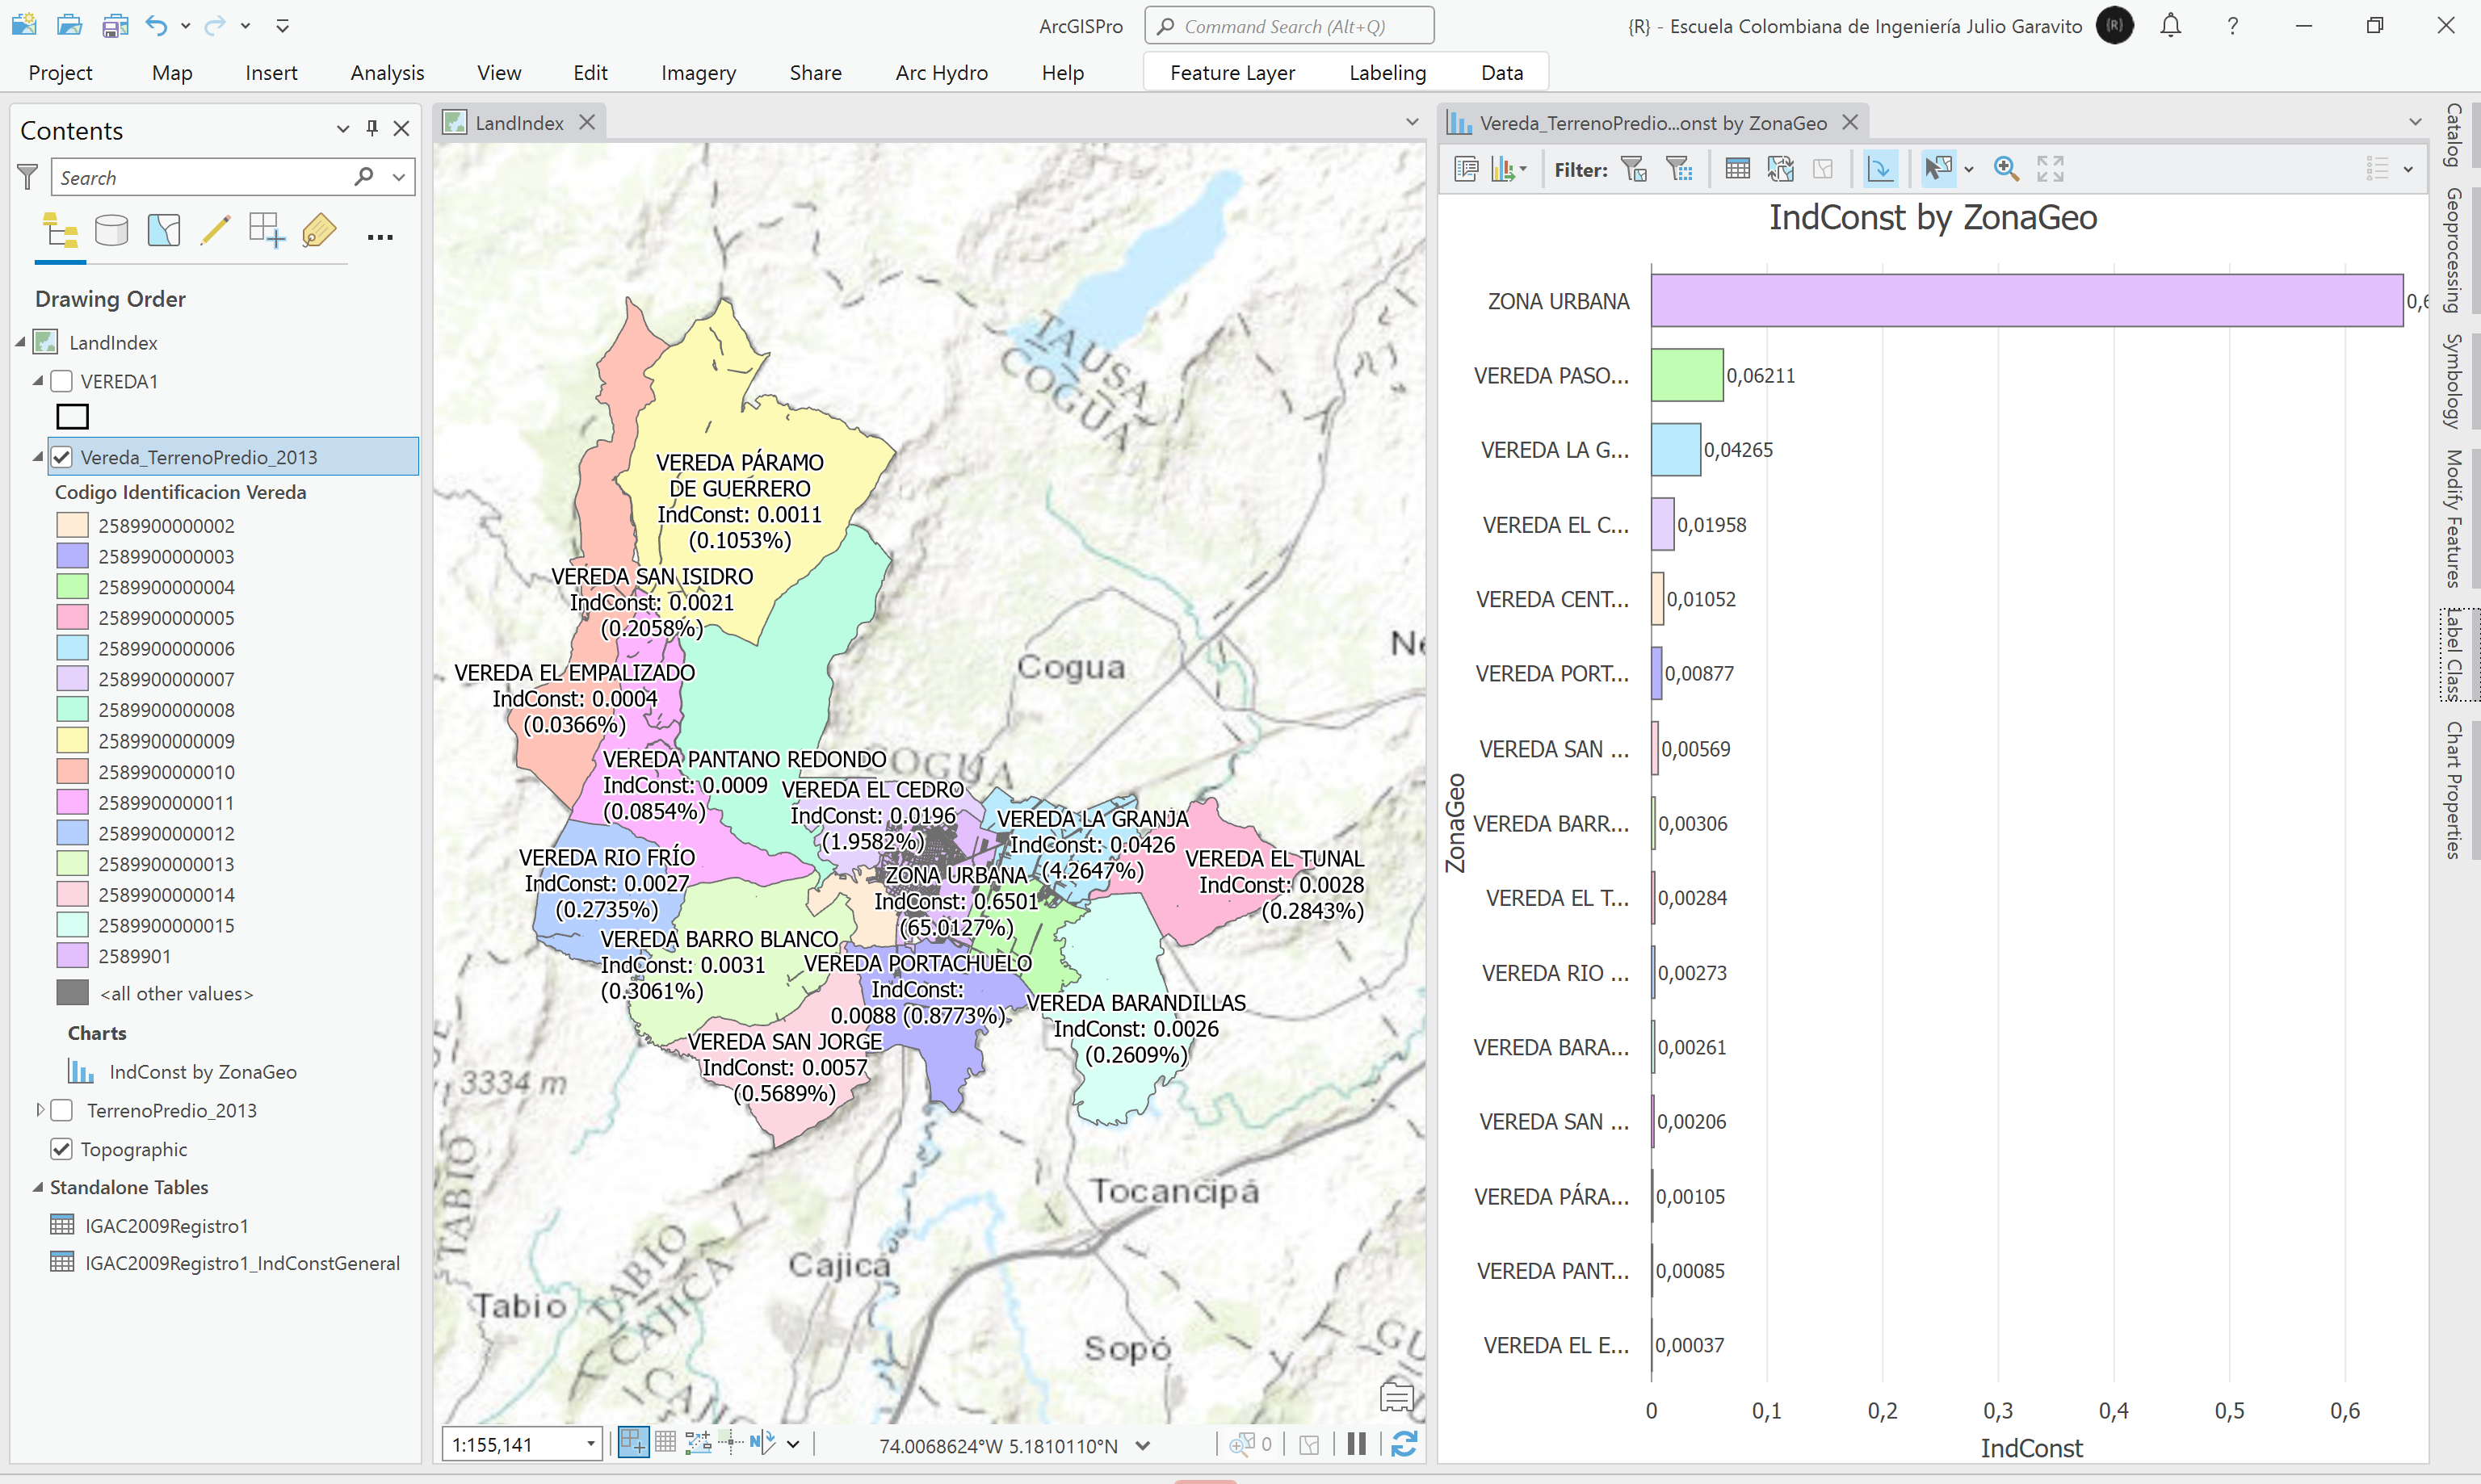 ArcGISPro
Command Search (Alt+Q)
{R} - Escuela Colombiana de Ingeniería Julio Garavito
{R}
?
Project
Map
Insert
Analysis
View
Edit
Imagery
Share
Arc Hydro
Help
Feature Layer
Labeling
Data
Contents
Search
Drawing Order
LandIndex
VEREDA1
Vereda_TerrenoPredio_2013
Codigo Identificacion Vereda
2589900000002
2589900000003
2589900000004
2589900000005
2589900000006
2589900000007
2589900000008
2589900000009
2589900000010
2589900000011
2589900000012
2589900000013
2589900000014
2589900000015
2589901
<all other values>
Charts
IndConst by ZonaGeo
TerrenoPredio_2013
Topographic
Standalone Tables
IGAC2009Registro1
IGAC2009Registro1_IndConstGeneral
LandIndex
TAUSA
COGUA
VEREDA PÁRAMO
DE GUERRERO
IndConst: 0.0011
(0.1053%)
VEREDA SAN ISIDRO
IndConst: 0.0021
(0.2058%)
Cogua
VEREDA EL EMPALIZADO
IndConst: 0.0004
(0.0366%)
VEREDA PANTANO REDONDO
IndConst: 0.0009
(0.0854%)
VEREDA EL CEDRO
IndConst: 0.0196
(1.9582%)
VEREDA LA GRANJA
IndConst: 0.0426
(4.2647%)
VEREDA EL TUNAL
IndConst: 0.0028
(0.2843%)
VEREDA RIO FRÍO
IndConst: 0.0027
(0.2735%)
ZONA URBANA
IndConst: 0.6501
(65.0127%)
VEREDA BARRO BLANCO
IndConst: 0.0031
(0.3061%)
VEREDA PORTACHUELO
IndConst:
0.0088 (0.8773%)
VEREDA BARANDILLAS
IndConst: 0.0026
(0.2609%)
VEREDA SAN JORGE
IndConst: 0.0057
(0.5689%)
3334 m
TABIO
Tocancipá
TABIO
CAJICÁ
Cajicá
Tabio
Sopó
1:155,141
74.0068624°W 5.1810110°N
0
Vereda_TerrenoPredio...onst by ZonaGeo
Filter:
IndConst by ZonaGeo
ZonaGeo
ZONA URBANA
VEREDA PASO... 0,06211
VEREDA LA G... 0,04265
VEREDA EL C... 0,01958
VEREDA CENT... 0,01052
VEREDA PORT... 0,00877
VEREDA SAN ... 0,00569
VEREDA BARR... 0,00306
VEREDA EL T... 0,00284
VEREDA RIO ... 0,00273
VEREDA BARA... 0,00261
VEREDA SAN ... 0,00206
VEREDA PÁRA... 0,00105
VEREDA PANT... 0,00085
VEREDA EL E... 0,00037
0 0,1 0,2 0,3 0,4 0,5 0,6
IndConst
Catalog
Geoprocessing
Symbology
Modify Features
Label Class
Chart Properties